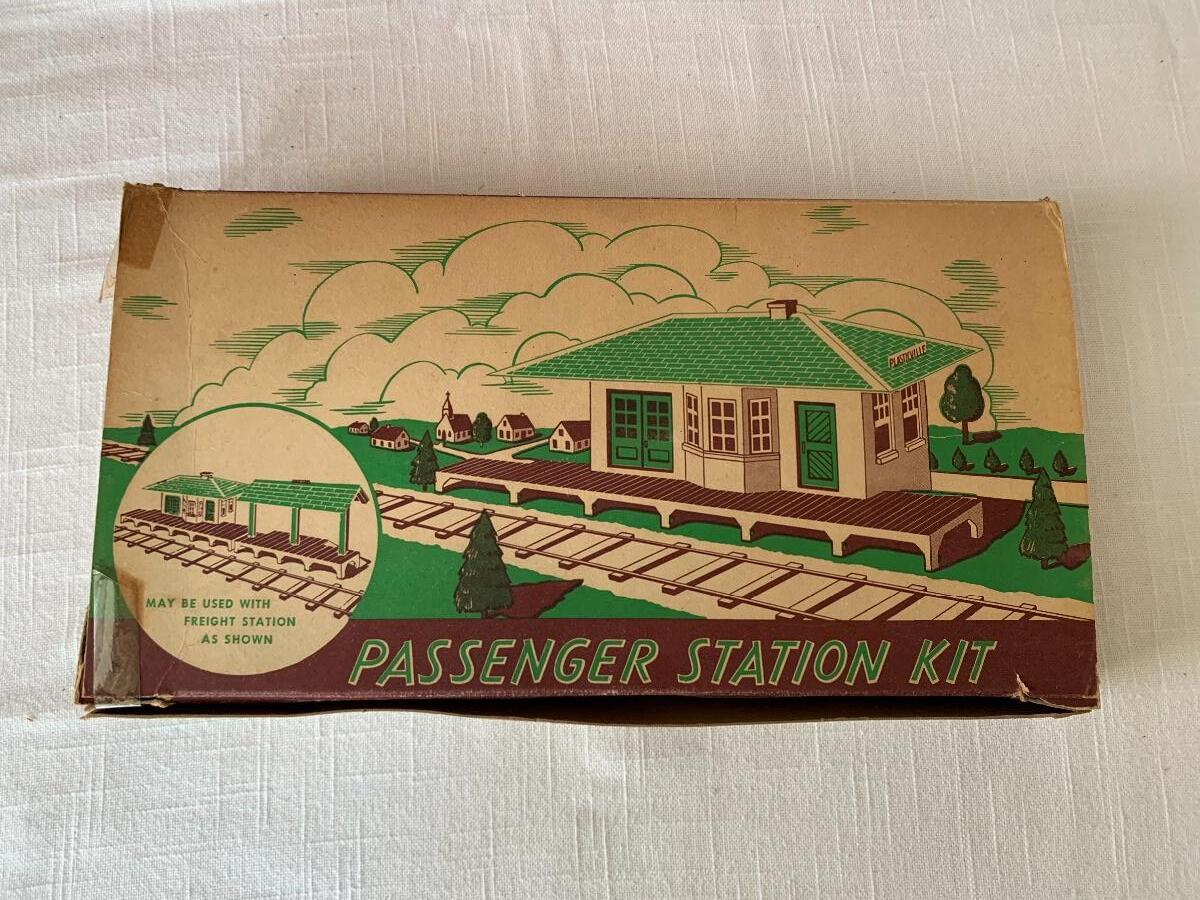 PLASTICVILLE
MAY BE USED WITH
FREIGHT STATION
AS SHOWN
PASSENGER STATION KIT